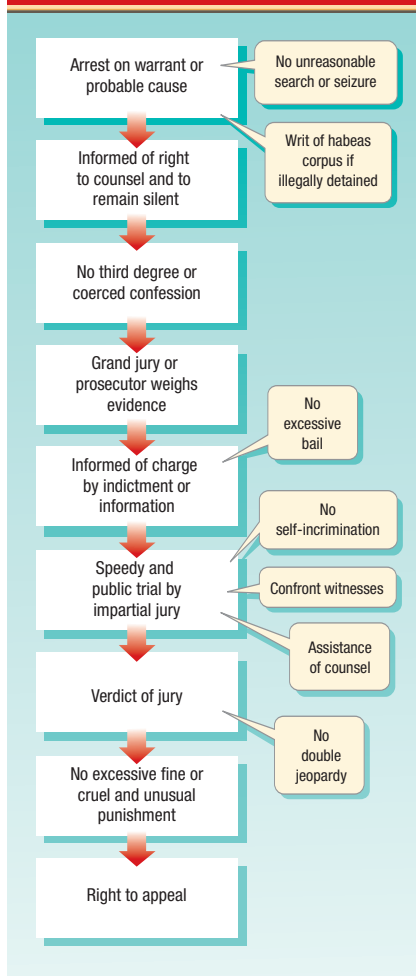 Arrest on warrant or
probable cause
No unreasonable
search or seizure
Writ of habeas
corpus if
illegally detained
Informed of right
to counsel and to
remain silent
No third degree or
coerced confession
Grand jury or
prosecutor weighs
evidence
No
excessive
bail
Informed of charge
by indictment or
information
No
self-incrimination
Speedy and
public trial by
impartial jury
Confront witnesses
Assistance
of counsel
Verdict of jury
No
double
jeopardy
No excessive fine or
cruel and unusual
punishment
Right to appeal